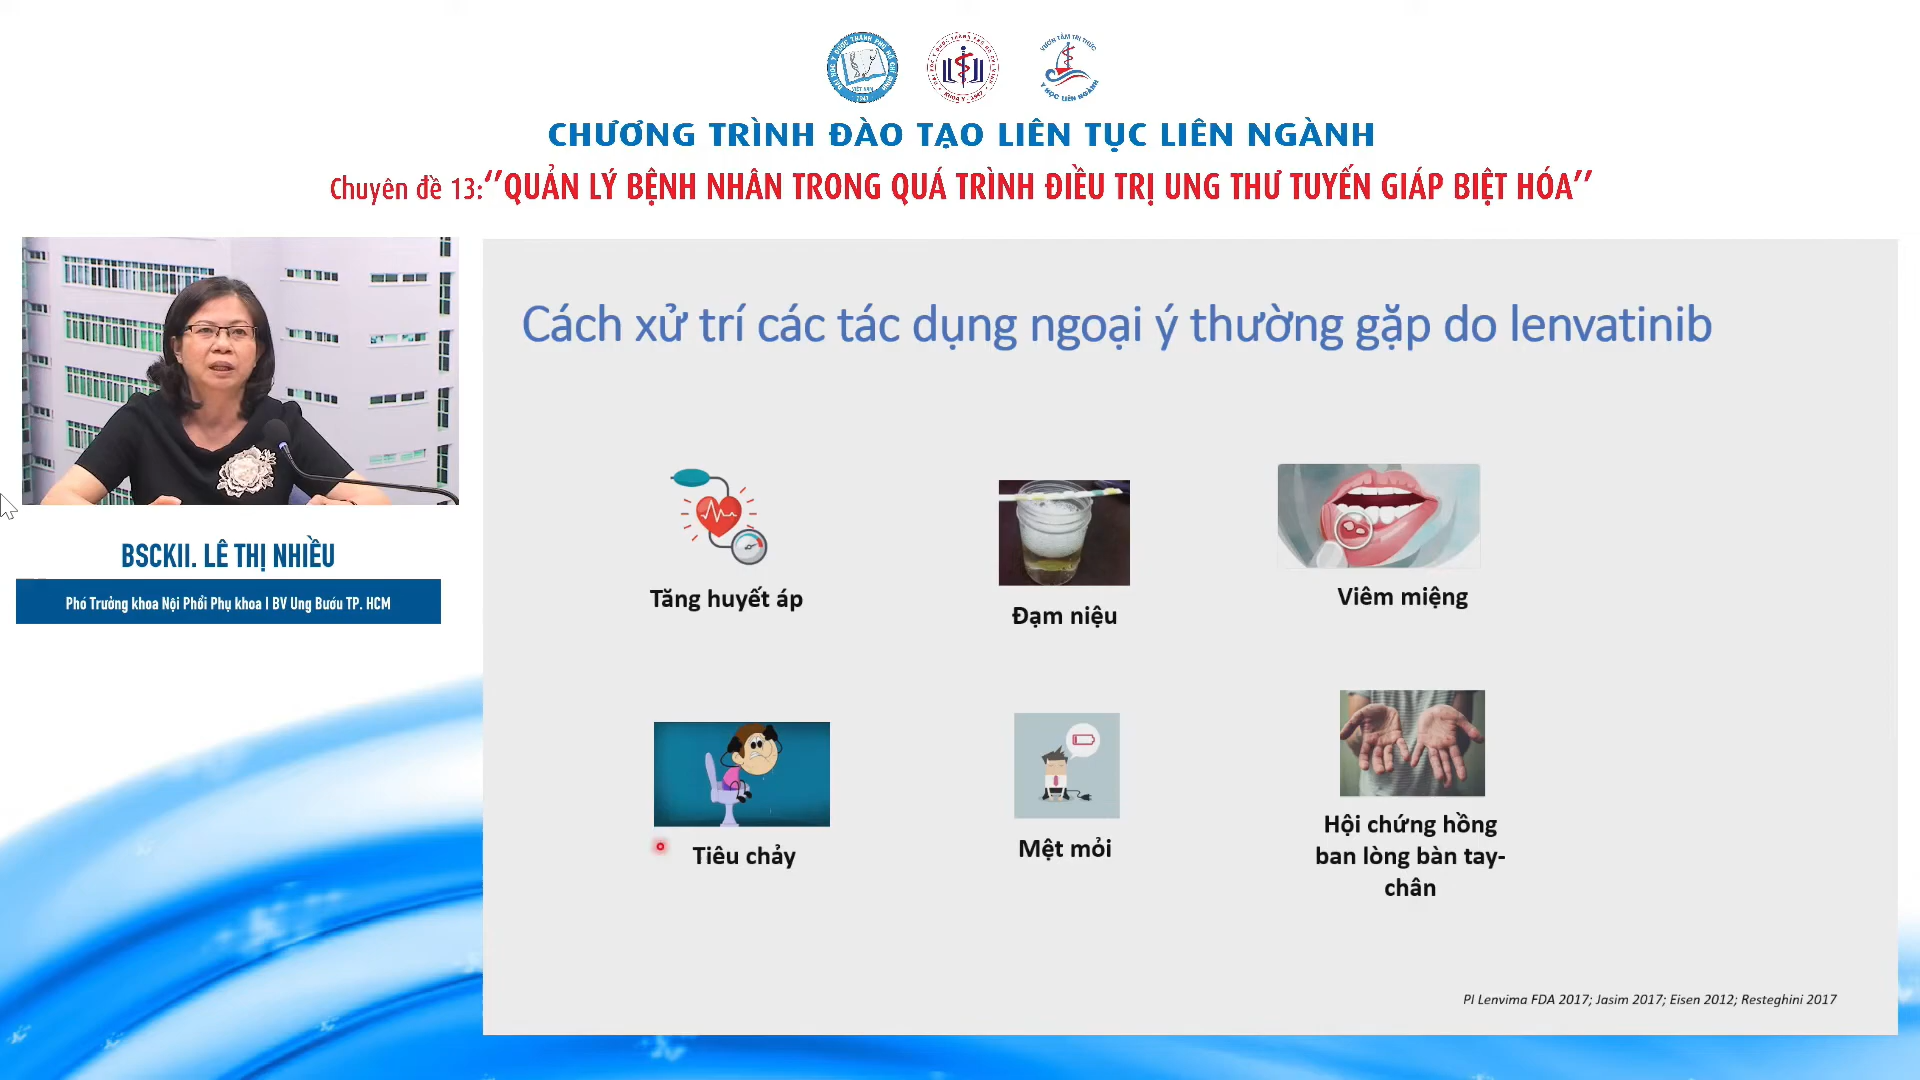 CHƯƠNG TRÌNH ĐÀO TẠO LIÊN TỤC LIÊN NGÀNH
Chuyên đề 13:‘’QUẢN LÝ BỆNH NHÂN TRONG QUÁ TRÌNH ĐIỀU TRỊ UNG THƯ TUYẾN GIÁP BIỆT HÓA’’
BSCKII. LÊ THỊ NHIỀU
Phó Trưởng khoa Nội Phổi Phụ khoa I BV Ung Bướu TP. HCM
Cách xử trí các tác dụng ngoại ý thường gặp do lenvatinib
Tăng huyết áp
Đạm niệu
Viêm miệng
Tiêu chảy
Mệt mỏi
Hội chứng hồng
ban lòng bàn tay-
chân
PI Lenvima FDA 2017; Jasim 2017; Eisen 2012; Resteghini 2017